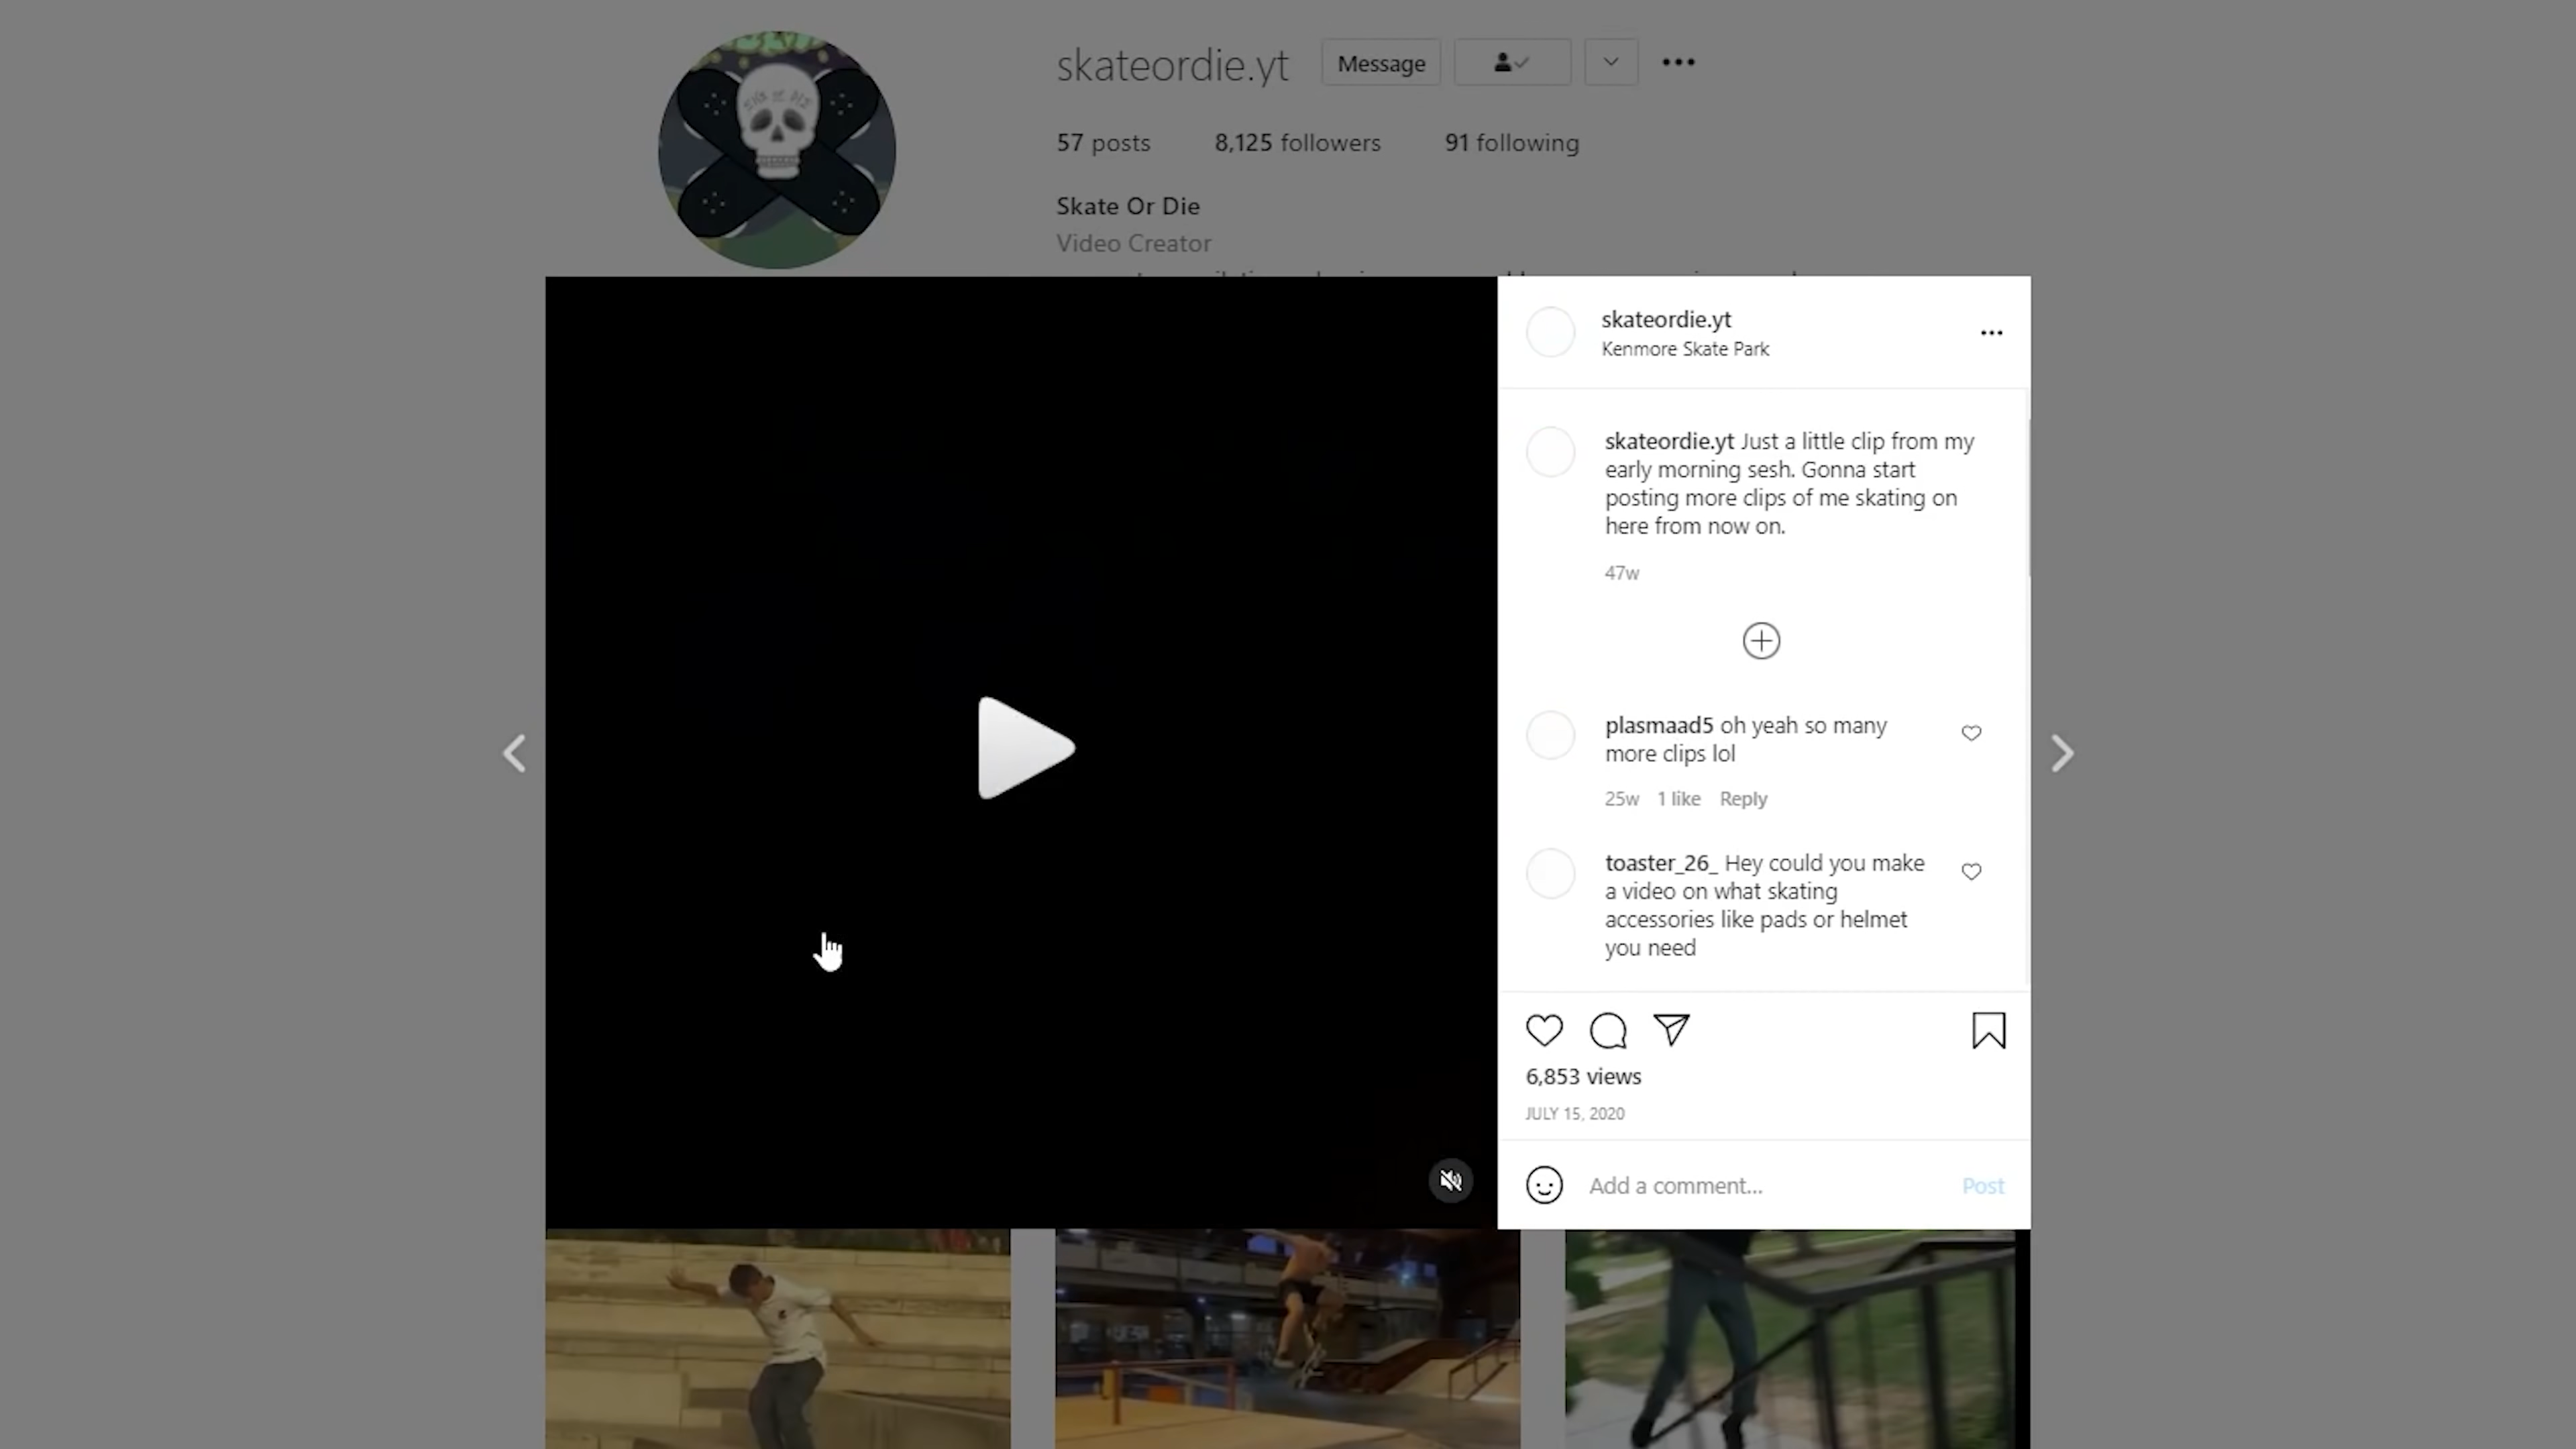 skateordie.yt
Message
57 posts 8,125 followers 91 following
Skate Or Die
Video Creator
skateordie.yt
Kenmore Skate Park
skateordie.yt Just a little clip from my
early morning sesh. Gonna start
posting more clips of me skating on
here from now on.
47w
plasmaad5 oh yeah so many
more clips lol
25w 1 like Reply
toaster_26_ Hey could you make
a video on what skating
accessories like pads or helmet
you need
6,853 views
JULY 15, 2020
Add a comment...
Post